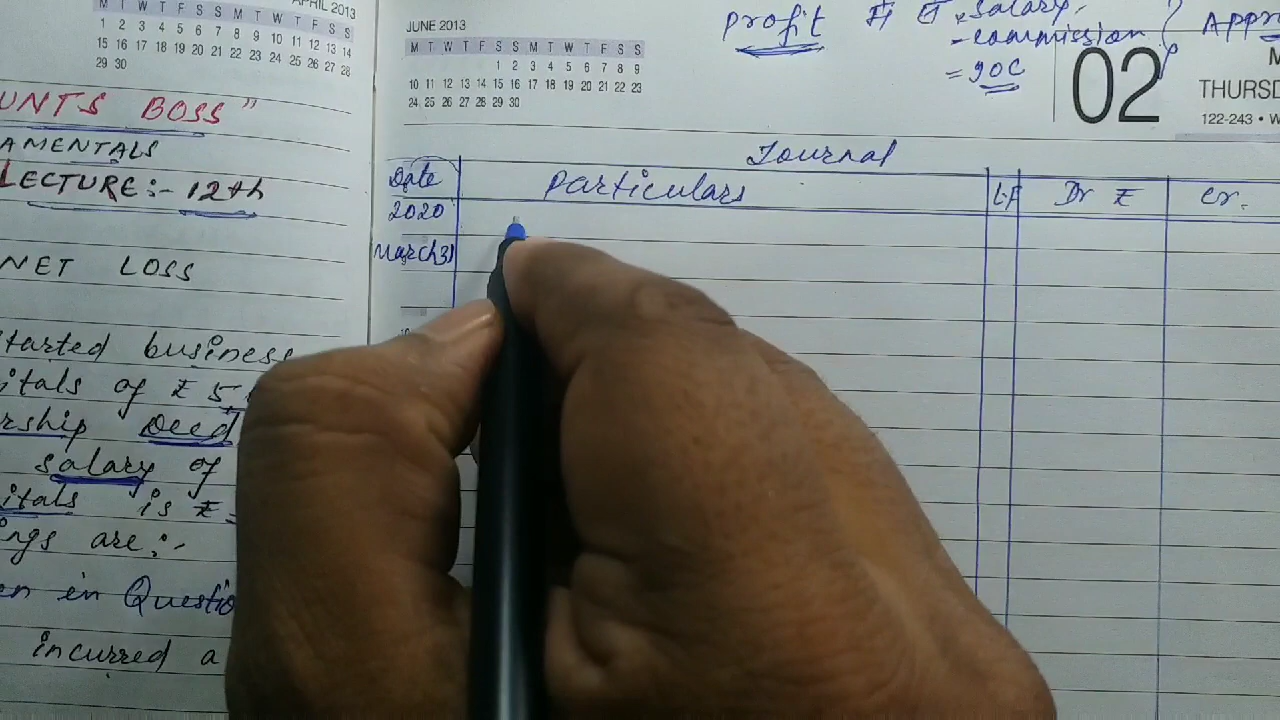 APRIL 2013
M T W T F S S M T W T F S S
1 2 3 4 5 6 7 8 9 10 11 12 13 14
15 16 17 18 19 20 21 22 23 24 25 26 27 28
29 30
UNTS BOSS"
AMENTALS
LECTURE:- 12th
NET LOSS
started business
itals of ₹ 5
rship Deed
salary of
itals is ₹
ngs are:-
en in Questio
incurred a
JUNE 2013
M T W T F S S M T W T F S S
1 2 3 4 5 6 7 8 9
10 11 12 13 14 15 16 17 18 19 20 21 22 23
24 25 26 27 28 29 30
Profit
salary
- commission
= IOC
Appr
02
M
THURSD
122-243 • W
Journal
Date Particulars L.F Dr ₹ Cr.
2020
March 31